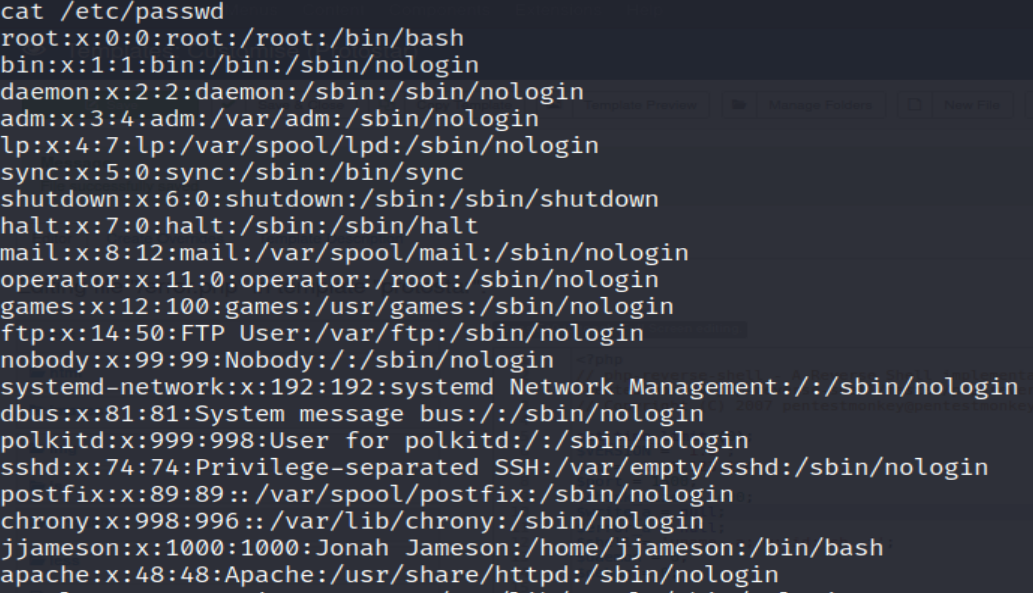 cat /etc/passwd
root:x:0:0:root:/root:/bin/bash
bin:x:1:1:bin:/bin:/sbin/nologin
daemon:x:2:2:daemon:/sbin:/sbin/nologin
adm:x:3:4:adm:/var/adm:/sbin/nologin
lp:x:4:7:lp:/var/spool/lpd:/sbin/nologin
sync:x:5:0:sync:/sbin:/bin/sync
shutdown:x:6:0:shutdown:/sbin:/sbin/shutdown
halt:x:7:0:halt:/sbin:/sbin/halt
mail:x:8:12:mail:/var/spool/mail:/sbin/nologin
operator:x:11:0:operator:/root:/sbin/nologin
games:x:12:100:games:/usr/games:/sbin/nologin
ftp:x:14:50:FTP User:/var/ftp:/sbin/nologin
nobody:x:99:99:Nobody:/:/sbin/nologin
systemd-network:x:192:192:systemd Network Management:/:/sbin/nologin
dbus:x:81:81:System message bus:/:/sbin/nologin
polkitd:x:999:998:User for polkitd:/:/sbin/nologin
sshd:x:74:74:Privilege-separated SSH:/var/empty/sshd:/sbin/nologin
postfix:x:89:89::/var/spool/postfix:/sbin/nologin
chrony:x:998:996::/var/lib/chrony:/sbin/nologin
jjameson:x:1000:1000:Jonah Jameson:/home/jjameson:/bin/bash
apache:x:48:48:Apache:/usr/share/httpd:/sbin/nologin
Template Preview
Manage Folders
New File
<?php